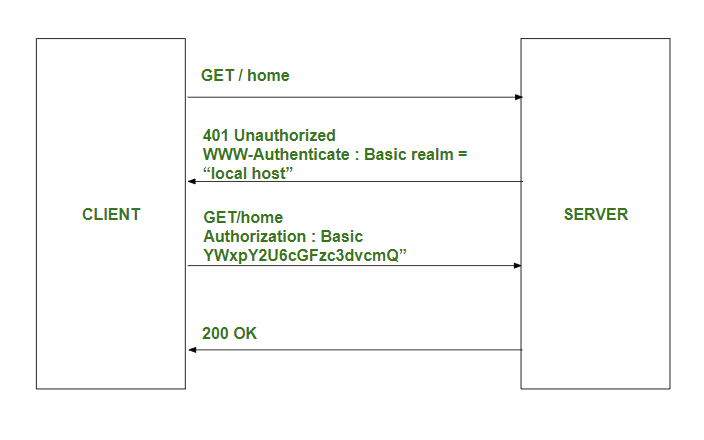 GET / home
401 Unauthorized
WWW-Authenticate : Basic realm =
“local host”
CLIENT
SERVER
GET/home
Authorization : Basic
YWxpY2U6cGFzc3dvcmQ”
200 OK